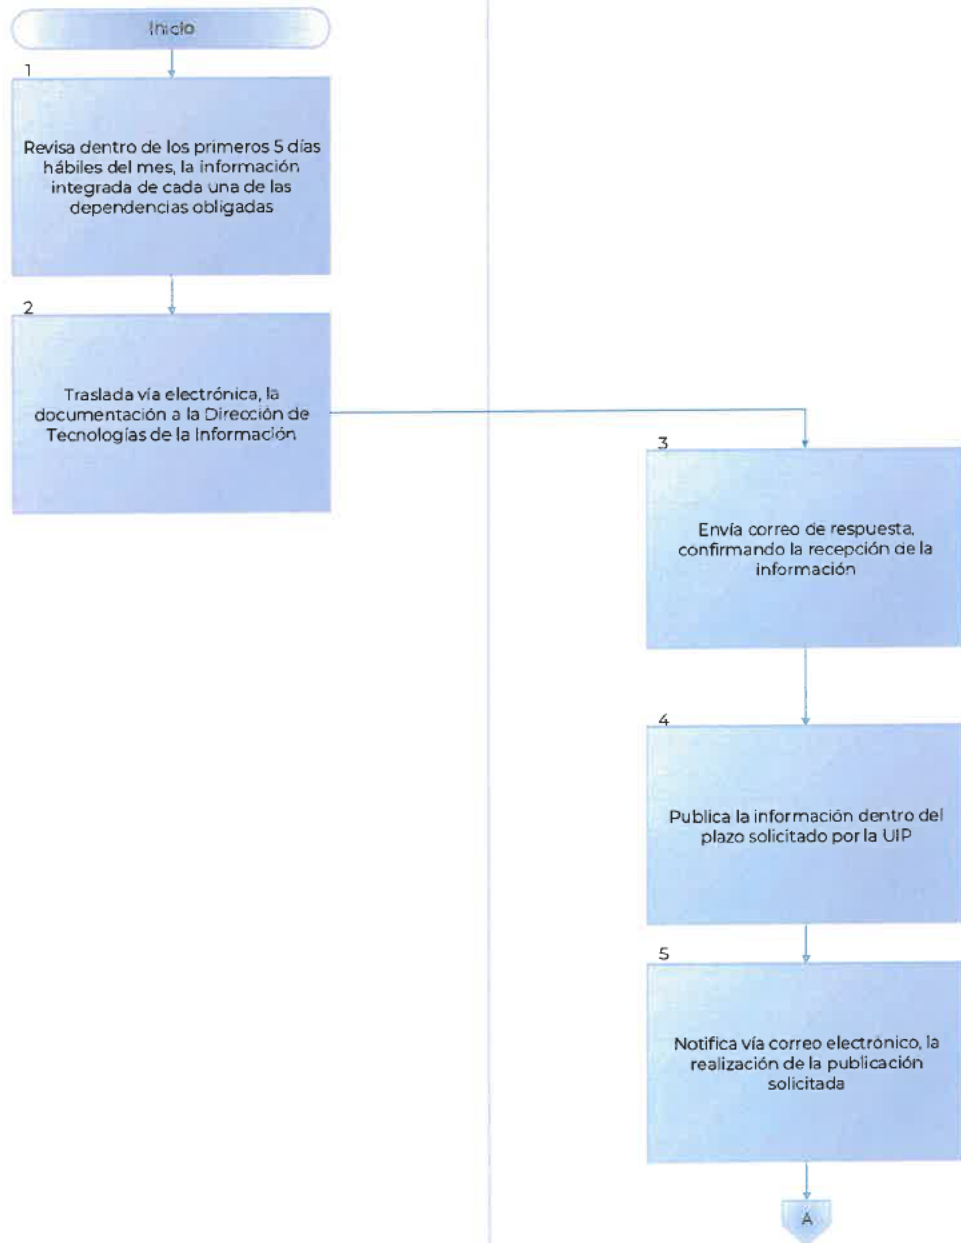 Inicio
1
Revisa dentro de los primeros 5 días
hábiles del mes, la información
integrada de cada una de las
dependencias obligadas
2
Traslada vía electrónica, la
documentación a la Dirección de
Tecnologías de la Información
3
Envía correo de respuesta,
confirmando la recepción de la
información
4
Publica la información dentro del
plazo solicitado por la UIP
5
Notifica vía correo electrónico, la
realización de la publicación
solicitada
A